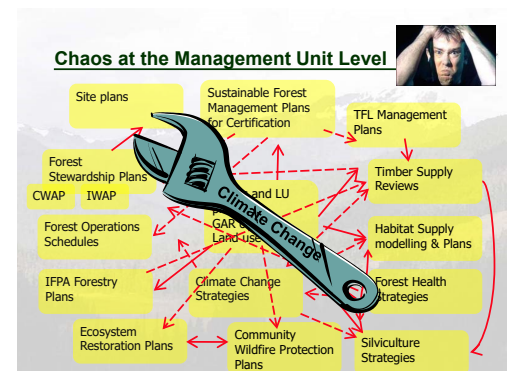 Chaos at the Management Unit Level
Site plans
Sustainable Forest
Management Plans
for Certification
TFL Management
Plans
Forest
Stewardship Plans
CWAP
IWAP
Timber Supply
Reviews
and LU
GAR
Land use
Climate Change
Forest Operations
Schedules
Habitat Supply
modelling & Plans
IFPA Forestry
Plans
Climate Change
Strategies
Forest Health
Strategies
Ecosystem
Restoration Plans
Community
Wildfire Protection
Plans
Silviculture
Strategies